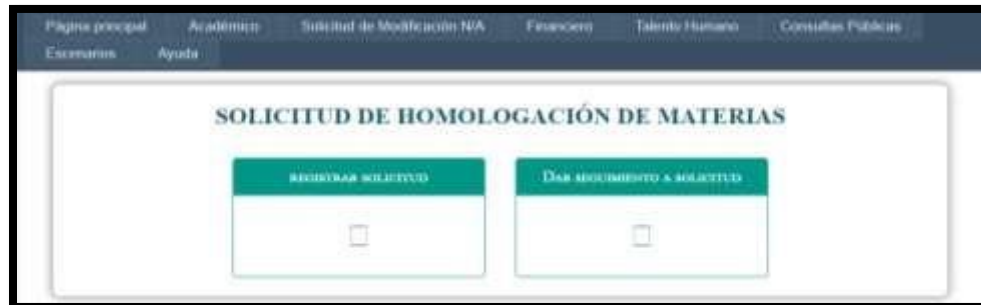 Página principal Académico Solicitud de Modificación N/A Financiero Talento Humano Consultas Públicas
Escenarios Ayuda
SOLICITUD DE HOMOLOGACIÓN DE MATERIAS
REGISTRAR SOLICITUD DAR SEGUIMIENTO A SOLICITUD